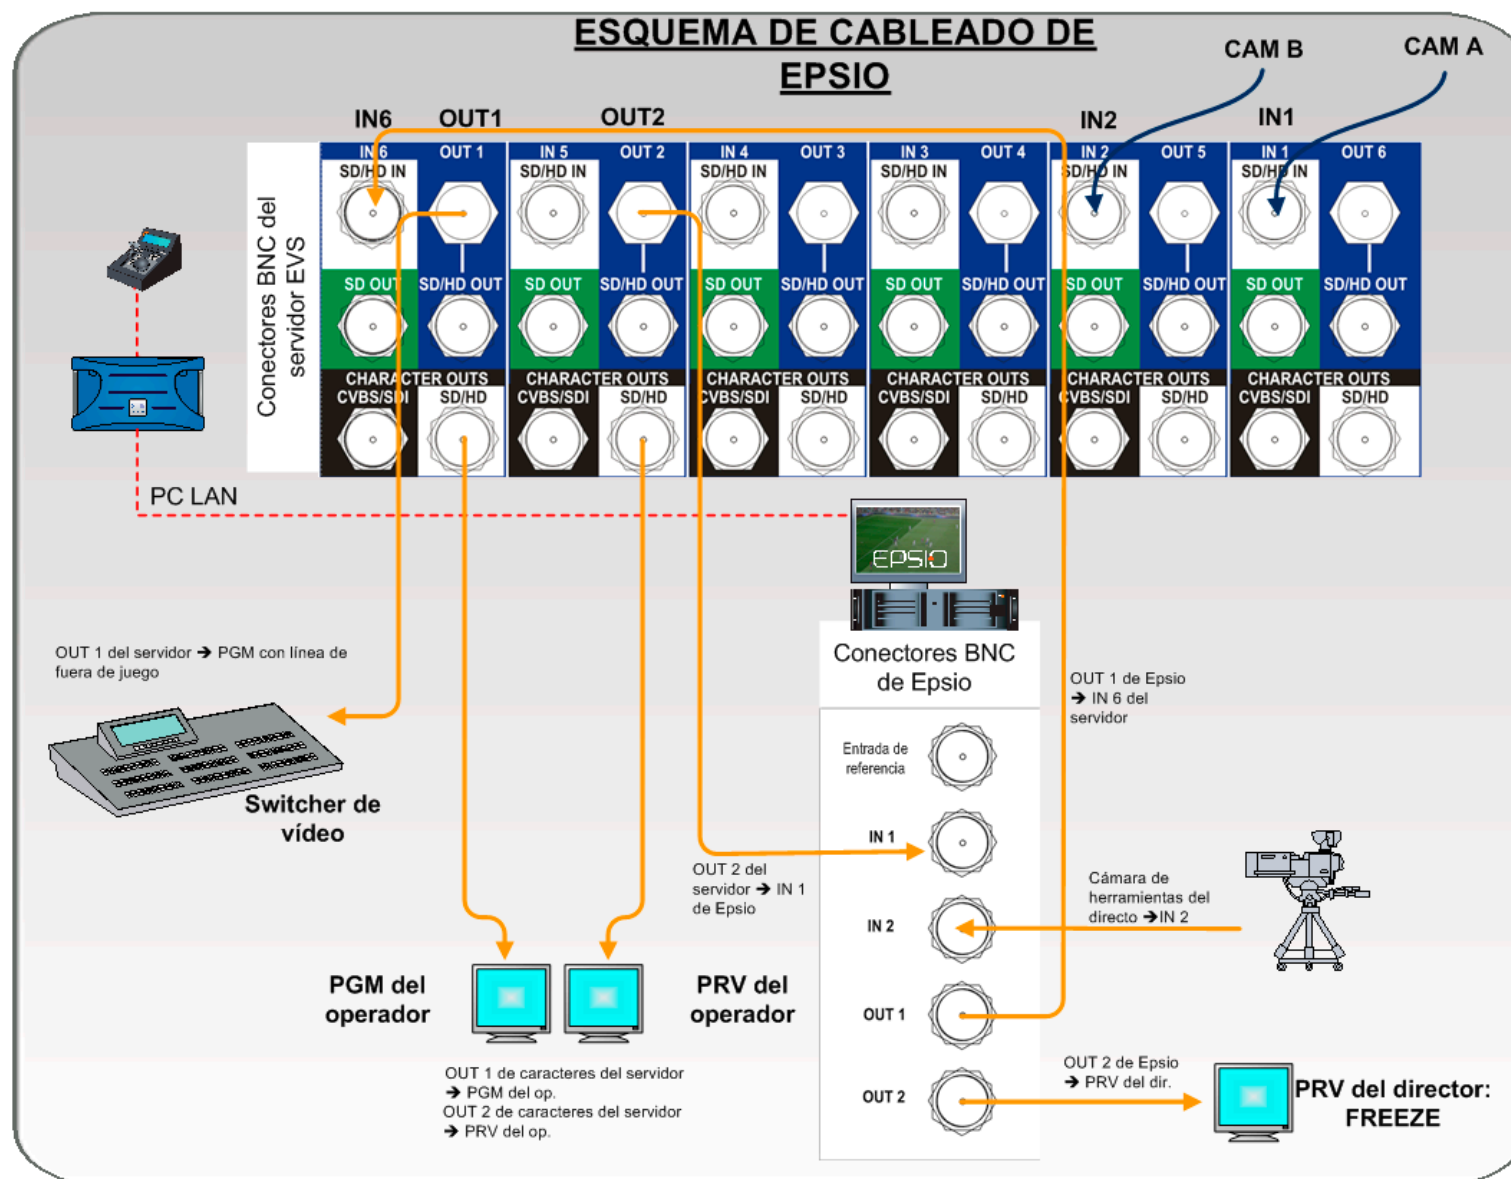 ESQUEMA DE CABLEADO DE
EPSIO
CAM B
CAM A
IN6
OUT1
OUT2
IN2
IN1
IN 6
OUT 1
IN 5
OUT 2
IN 4
OUT 3
IN 3
OUT 4
IN 2
OUT 5
IN 1
OUT 6
SD/HD IN
SD/HD IN
SD/HD IN
SD/HD IN
SD/HD IN
SD/HD IN
Conectores BNC del
servidor EVS
SD OUT
SD/HD OUT
SD OUT
SD/HD OUT
SD OUT
SD/HD OUT
SD OUT
SD/HD OUT
SD OUT
SD/HD OUT
SD OUT
SD/HD OUT
CHARACTER OUTS
CHARACTER OUTS
CHARACTER OUTS
CHARACTER OUTS
CHARACTER OUTS
CHARACTER OUTS
CVBS/SDI
SD/HD
CVBS/SDI
SD/HD
CVBS/SDI
SD/HD
CVBS/SDI
SD/HD
CVBS/SDI
SD/HD
CVBS/SDI
SD/HD
PC LAN
EPSIO
Conectores BNC
de Epsio
OUT 1 del servidor ➔ PGM con línea de
fuera de juego
OUT 1 de Epsio
➔ IN 6 del
servidor
Entrada de
referencia
Switcher de
vídeo
IN 1
OUT 2 del
servidor ➔ IN 1
de Epsio
Cámara de
herramientas del
directo ➔IN 2
IN 2
PGM del
operador
PRV del
operador
OUT 1
OUT 1 de caracteres del servidor
➔ PGM del op.
OUT 2 de caracteres del servidor
➔ PRV del op.
OUT 2 de Epsio
➔ PRV del dir.
OUT 2
PRV del director:
FREEZE